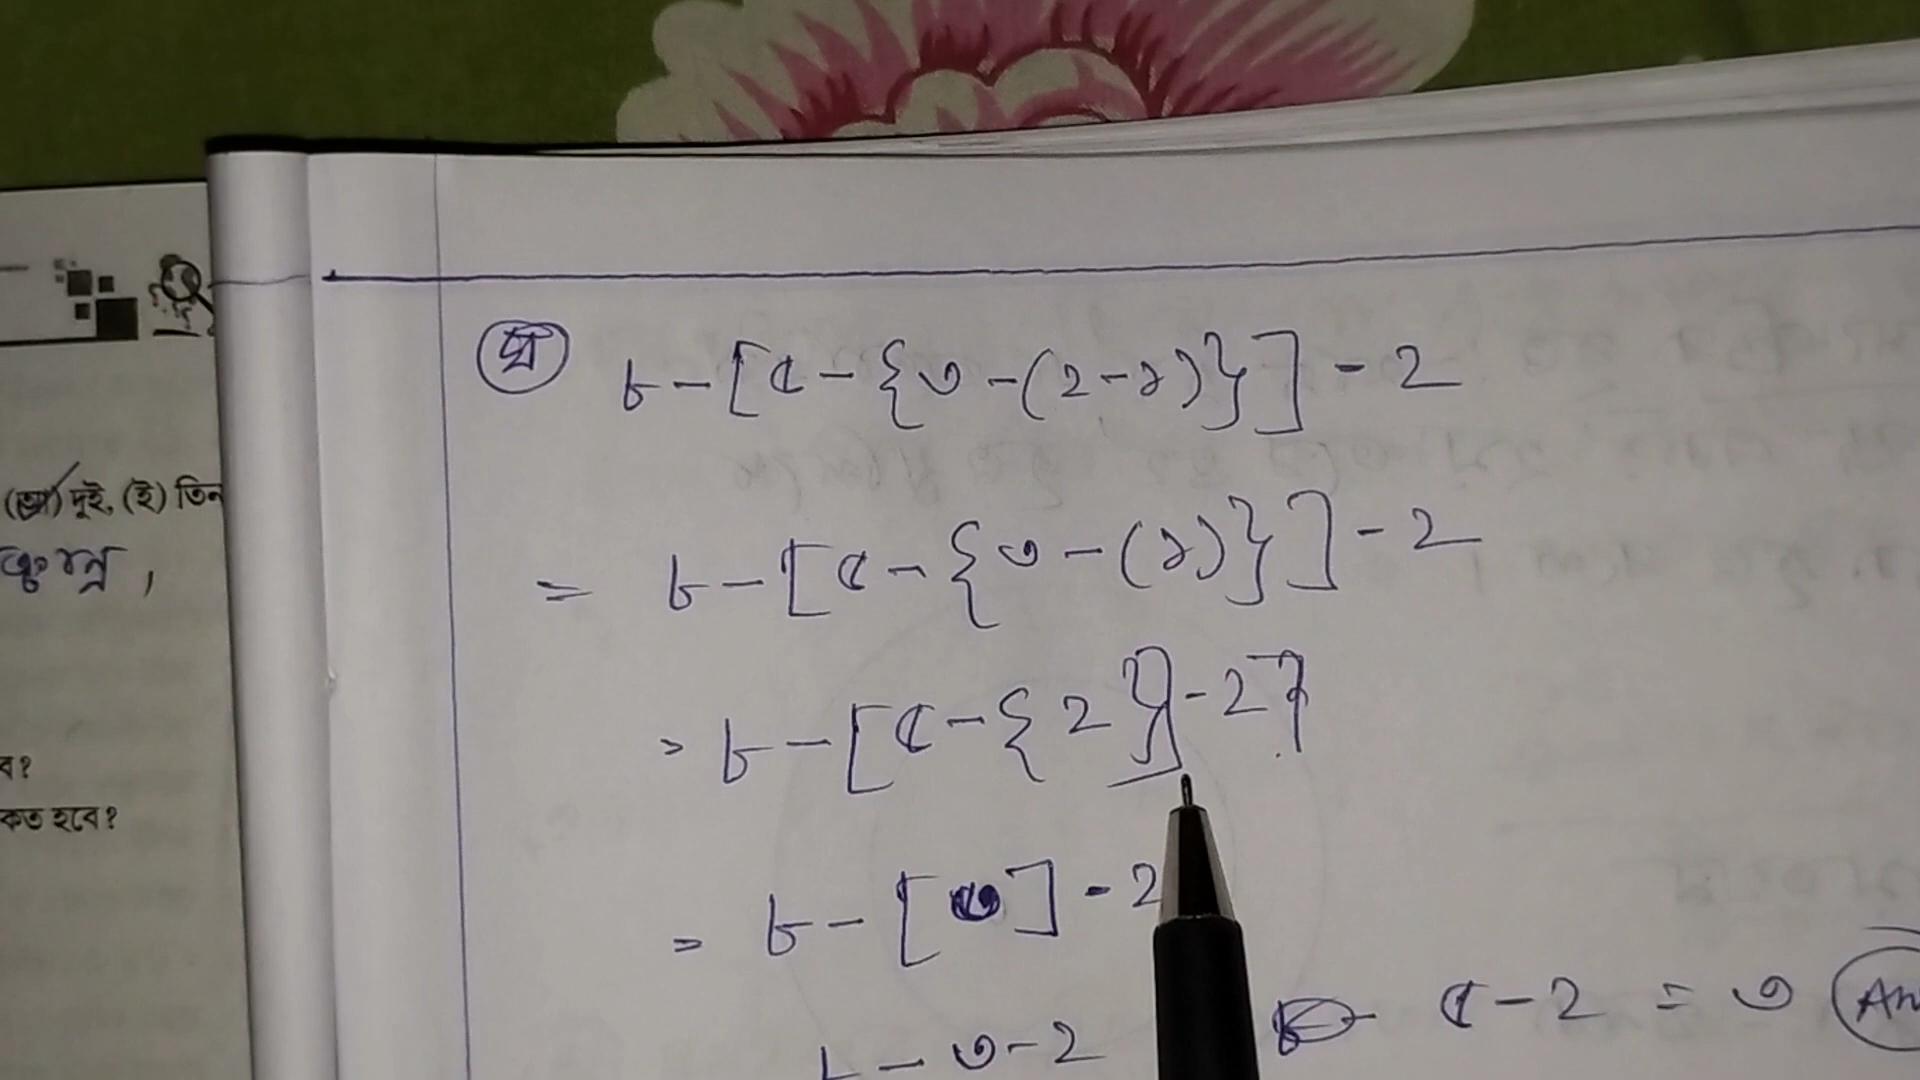 (আ) দুই, (ই) তিন
ব?
কত হবে?
ঘ ৮-[৫-{৩-(২-১)}]-২
= ৮-[৫-{৩-(১)}]-২
= ৮-[৫-{২}]-২
= ৮-[৩]-২
৮-৩-২
৫-২ = ৩ An